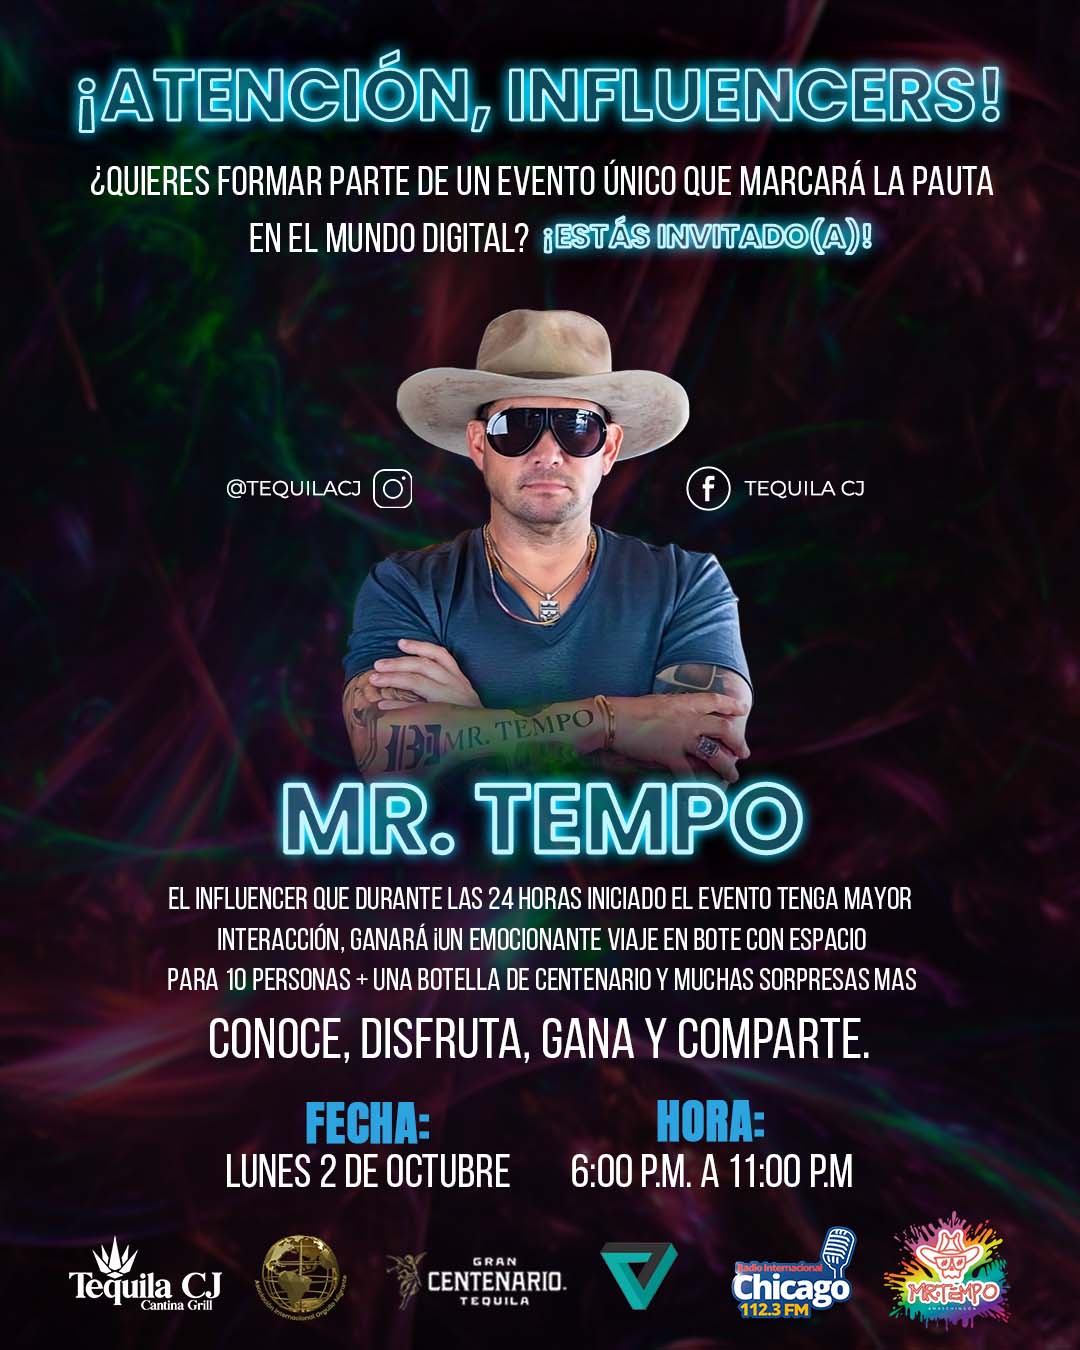 ¡ATENCIÓN, INFLUENCERS!
¿QUIERES FORMAR PARTE DE UN EVENTO ÚNICO QUE MARCARÁ LA PAUTA
EN EL MUNDO DIGITAL? ¡ESTÁS INVITADO(A)!
@TEQUILACJ
TEQUILA CJ
MR. TEMPO
MR. TEMPO
EL INFLUENCER QUE DURANTE LAS 24 HORAS INICIADO EL EVENTO TENGA MAYOR
INTERACCIÓN, GANARÁ ¡UN EMOCIONANTE VIAJE EN BOTE CON ESPACIO
PARA 10 PERSONAS + UNA BOTELLA DE CENTENARIO Y MUCHAS SORPRESAS MAS
CONOCE, DISFRUTA, GANA Y COMPARTE.
FECHA:
LUNES 2 DE OCTUBRE
HORA:
6:00 P.M. A 11:00 P.M
Tequila CJ
Cantina Grill
Asociación Internacional Orgullo Migrante
GRAN
CENTENARIO.
TEQUILA
Radio Internacional
Chicago
112.3 FM
MR TEMPO